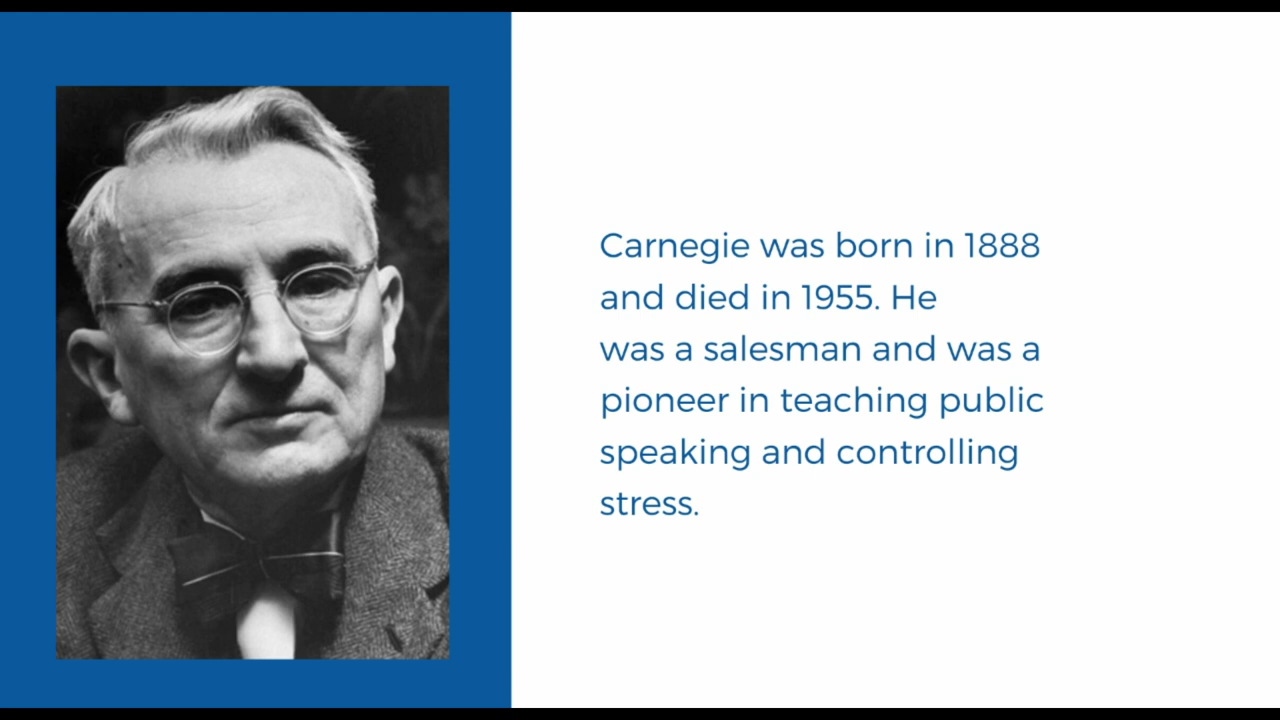 Carnegie was born in 1888
and died in 1955. He
was a salesman and was a
pioneer in teaching public
speaking and controlling
stress.